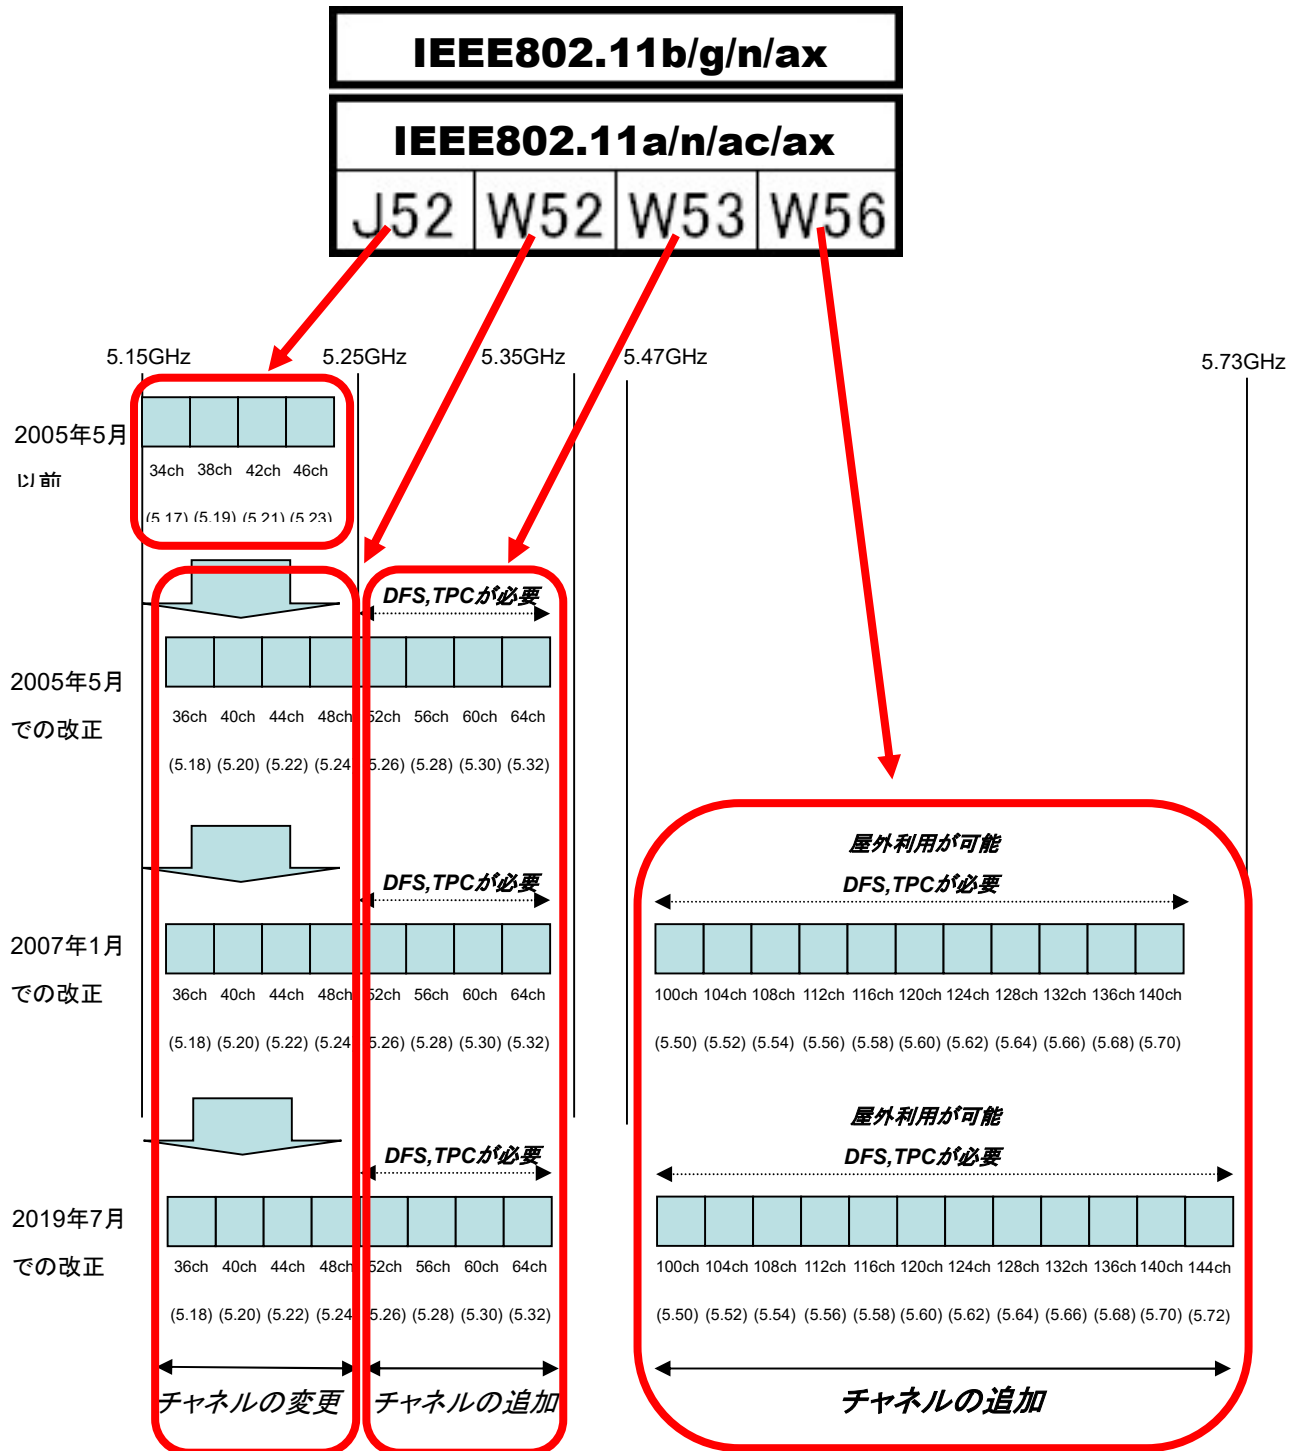 IEEE802.11b/g/n/ax
IEEE802.11a/n/ac/ax
J52 W52 W53 W56
5.15GHz 5.25GHz 5.35GHz 5.47GHz 5.73GHz
2005年5月
以前
34ch 38ch 42ch 46ch
(5.17) (5.19) (5.21) (5.23)
DFS,TPCが必要
2005年5月
での改正
36ch 40ch 44ch 48ch 52ch 56ch 60ch 64ch
(5.18) (5.20) (5.22) (5.24 5.26) (5.28) (5.30) (5.32)
屋外利用が可能
DFS,TPCが必要 DFS,TPCが必要
2007年1月
での改正
36ch 40ch 44ch 48ch 52ch 56ch 60ch 64ch 100ch 104ch 108ch 112ch 116ch 120ch 124ch 128ch 132ch 136ch 140ch
(5.18) (5.20) (5.22) (5.24 5.26) (5.28) (5.30) (5.32) (5.50) (5.52) (5.54) (5.56) (5.58) (5.60) (5.62) (5.64) (5.66) (5.68) (5.70)
屋外利用が可能
DFS,TPCが必要 DFS,TPCが必要
2019年7月
での改正
36ch 40ch 44ch 48ch 52ch 56ch 60ch 64ch 100ch 104ch 108ch 112ch 116ch 120ch 124ch 128ch 132ch 136ch 140ch 144ch
(5.18) (5.20) (5.22) (5.24 5.26) (5.28) (5.30) (5.32) (5.50) (5.52) (5.54) (5.56) (5.58) (5.60) (5.62) (5.64) (5.66) (5.68) (5.70) (5.72)
チャネルの変更 チャネルの追加 チャネルの追加